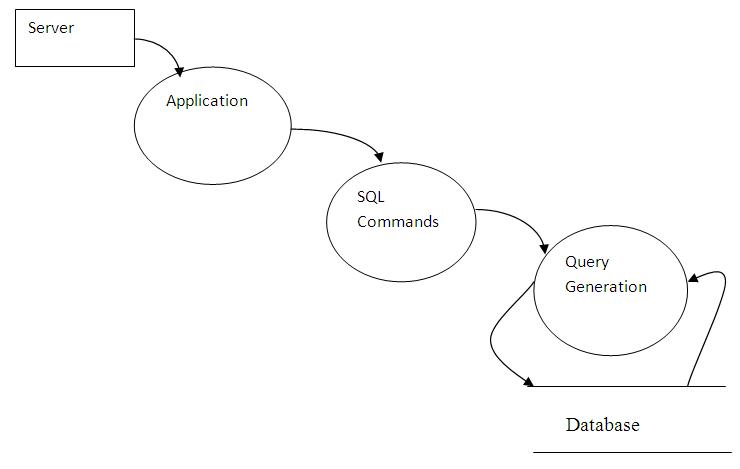 Server
Application
SQL
Commands
Query
Generation
Database